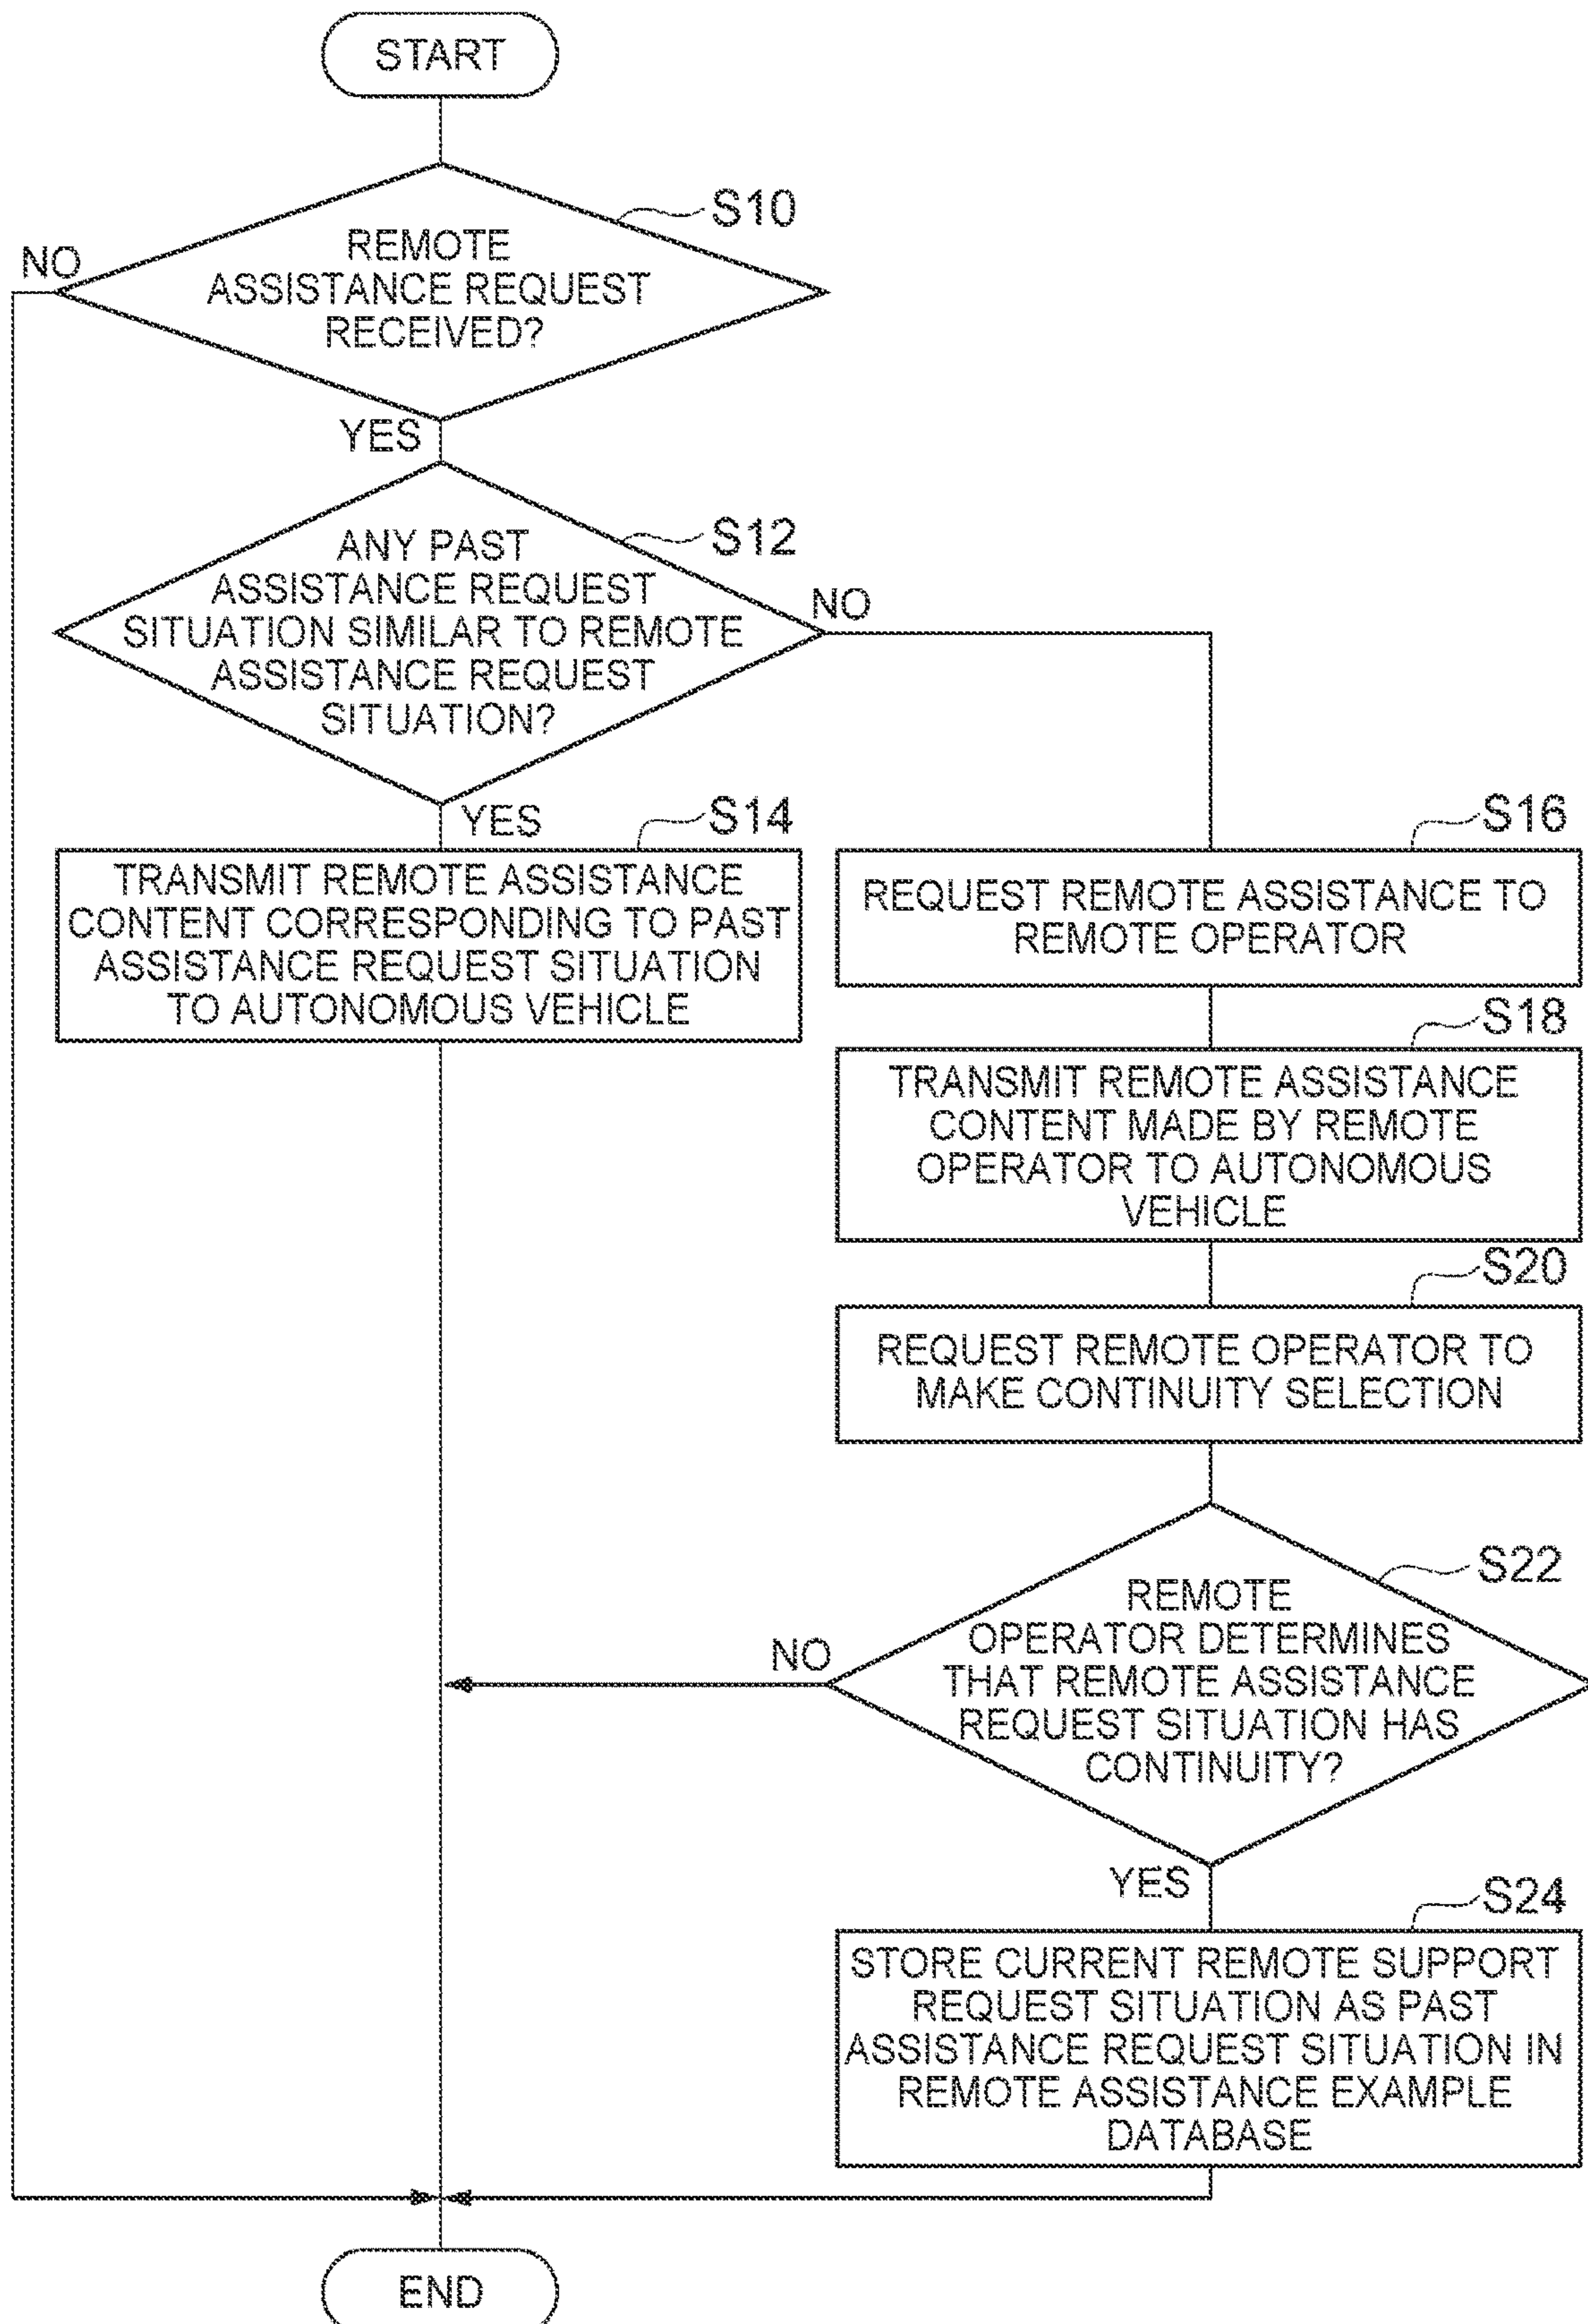 START
S10
NO
REMOTE
ASSISTANCE REQUEST
RECEIVED?
YES
S12
ANY PAST
ASSISTANCE REQUEST
SITUATION SIMILAR TO REMOTE
ASSISTANCE REQUEST
SITUATION?
NO
YES
S14
TRANSMIT REMOTE ASSISTANCE
CONTENT CORRESPONDING TO PAST
ASSISTANCE REQUEST SITUATION
TO AUTONOMOUS VEHICLE
S16
REQUEST REMOTE ASSISTANCE TO
REMOTE OPERATOR
S18
TRANSMIT REMOTE ASSISTANCE
CONTENT MADE BY REMOTE
OPERATOR TO AUTONOMOUS
VEHICLE
S20
REQUEST REMOTE OPERATOR TO
MAKE CONTINUITY SELECTION
S22
REMOTE
OPERATOR DETERMINES
THAT REMOTE ASSISTANCE
REQUEST SITUATION HAS
CONTINUITY?
NO
YES
S24
STORE CURRENT REMOTE SUPPORT
REQUEST SITUATION AS PAST
ASSISTANCE REQUEST SITUATION IN
REMOTE ASSISTANCE EXAMPLE
DATABASE
END